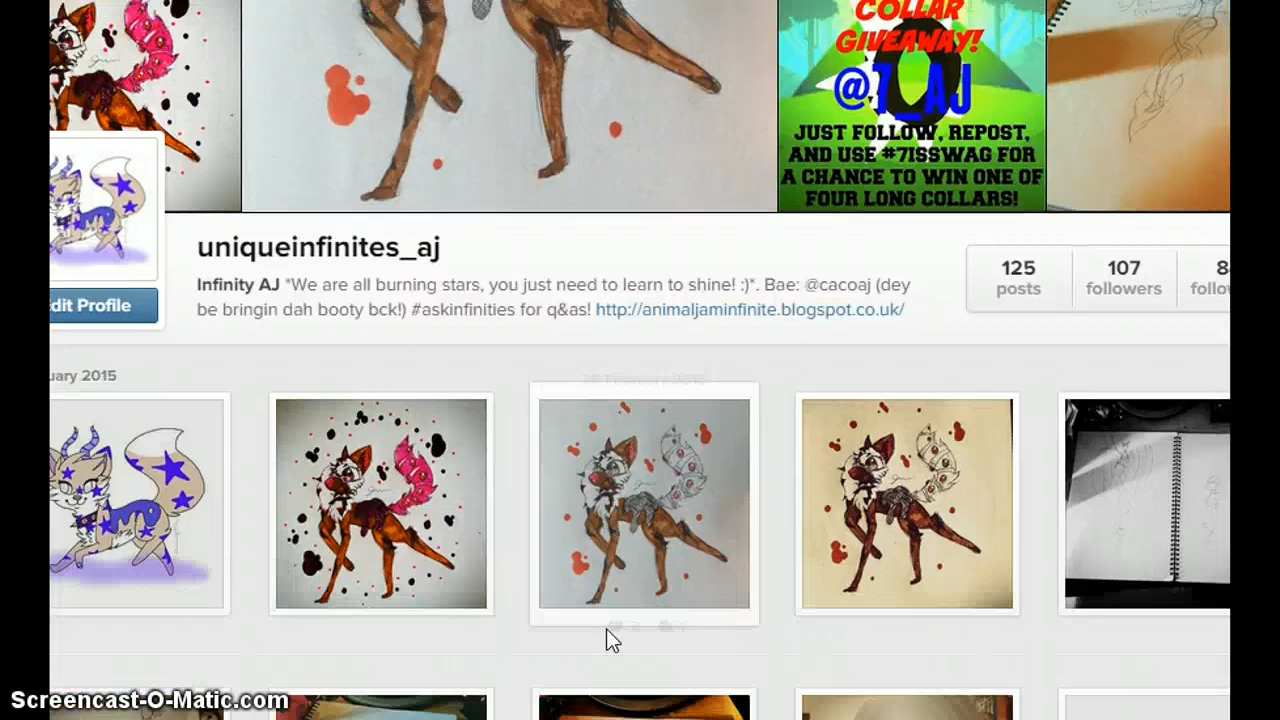 COLLAR
GIVEAWAY!
@7_AJ
JUST FOLLOW, REPOST,
AND USE #7ISSWAG FOR
A CHANCE TO WIN ONE OF
FOUR LONG COLLARS!
uniqueinfinites_aj
Infinity AJ *We are all burning stars, you just need to learn to shine! :)*. Bae: @cacoaj (dey
be bringin dah booty bck!) #askinfinities for q&as! http://animaljaminfinite.blogspot.co.uk/
125
posts
107
followers
8
follow
dit Profile
uary 2015
Screencast-O-Matic.com